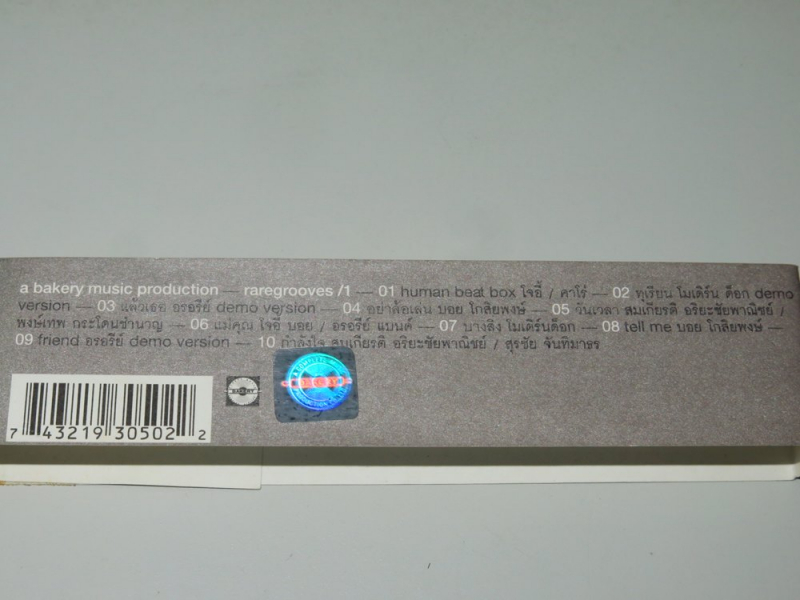 a bakery music production — raregrooves /1 — 01 human beat box โจอี้ / คาโร่ — 02 ทุเรียน โมเดิร์น ด็อก demo
version — 03 แล้วเธอ อรอรีย์ demo version — 04 อย่าล้อเล่น บอย โกสิยพงษ์ — 05 วันเวลา สมเกียรติ อริยะชัยพาณิชย์ /
พงษ์เทพ กระโดนชำนาญ — 06 แม่คุณ โจอี้ บอย / อรอรีย์ แบนด์ — 07 บางสิ่ง โมเดิร์นด็อก — 08 tell me บอย โกสิยพงษ์ —
09 friend อรอรีย์ demo version — 10 กำลังใจ สมเกียรติ อริยะชัยพาณิชย์ / สุรชัย จันทิมาธร
BAKERY
7 43219 30502 2